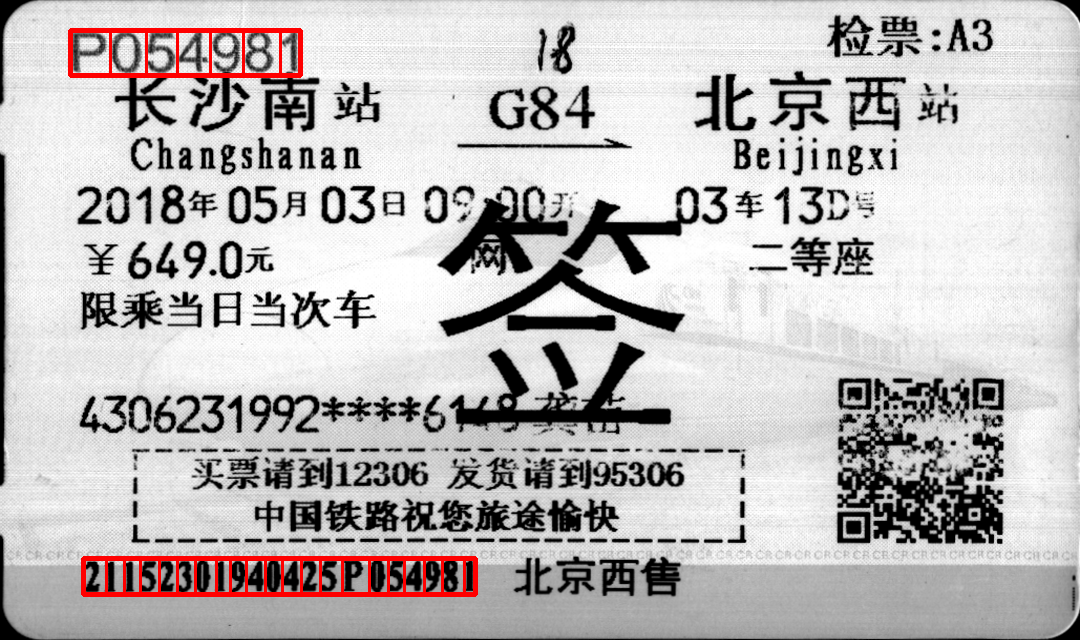 P054981
18
检票:A3
长沙南站
G84
北京西站
Changshanan
Beijingxi
2018年05月03日 09:00开
03车13D号
¥649.0元
网
二等座
限乘当日当次车
签
4306231992****6148
买票请到12306 发货请到95306
中国铁路祝您旅途愉快
21152301940425P054981
北京西售